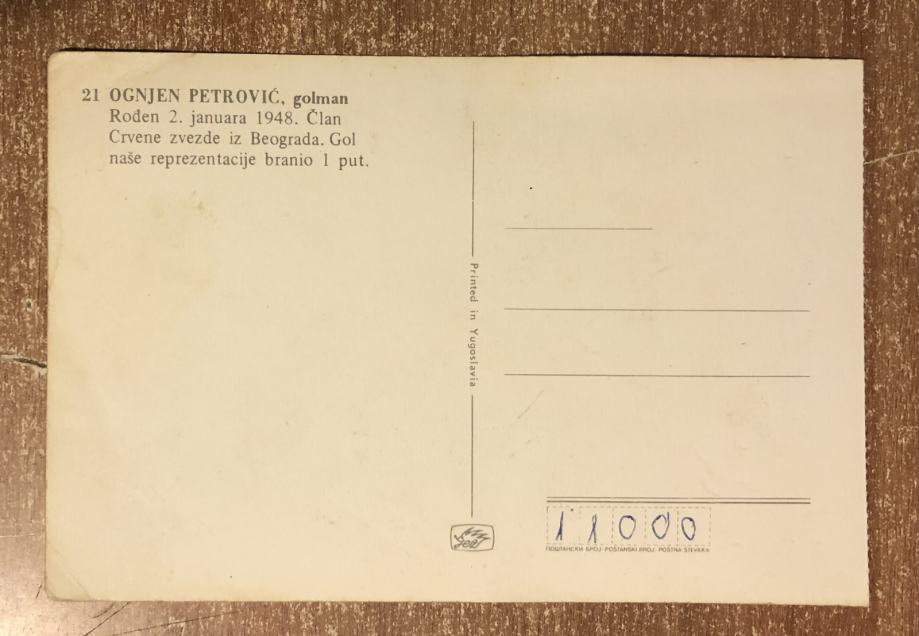 21 OGNJEN PETROVIĆ, golman
Rođen 2. januara 1948. Član
Crvene zvezde iz Beograda. Gol
naše reprezentacije branio 1 put.
Printed in Yugoslavia
11000
ПОШТАНСКИ БРОЈ POŠTANSKI BROJ POŠTNA ŠTEVILKA